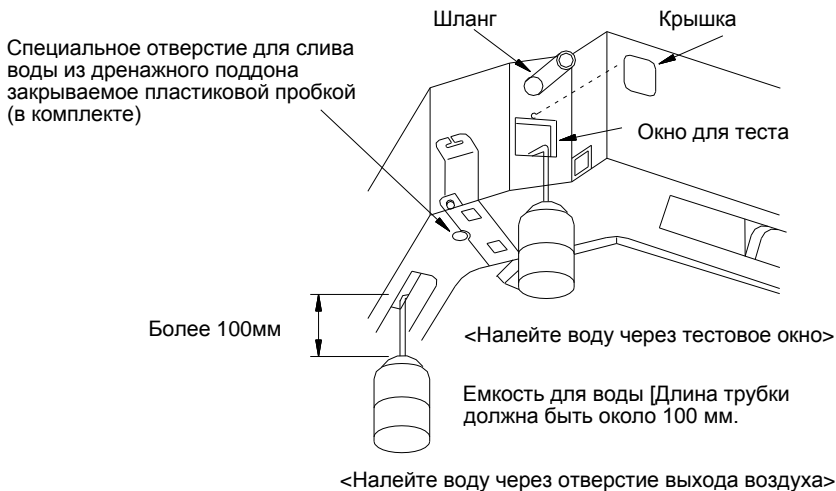 Шланг
Крышка
Специальное отверстие для слива
воды из дренажного поддона
закрываемое пластиковой пробкой
(в комплекте)
Окно для теста
Более 100мм
<Налейте воду через тестовое окно>
Емкость для воды [Длина трубки
должна быть около 100 мм.
<Налейте воду через отверстие выхода воздуха>